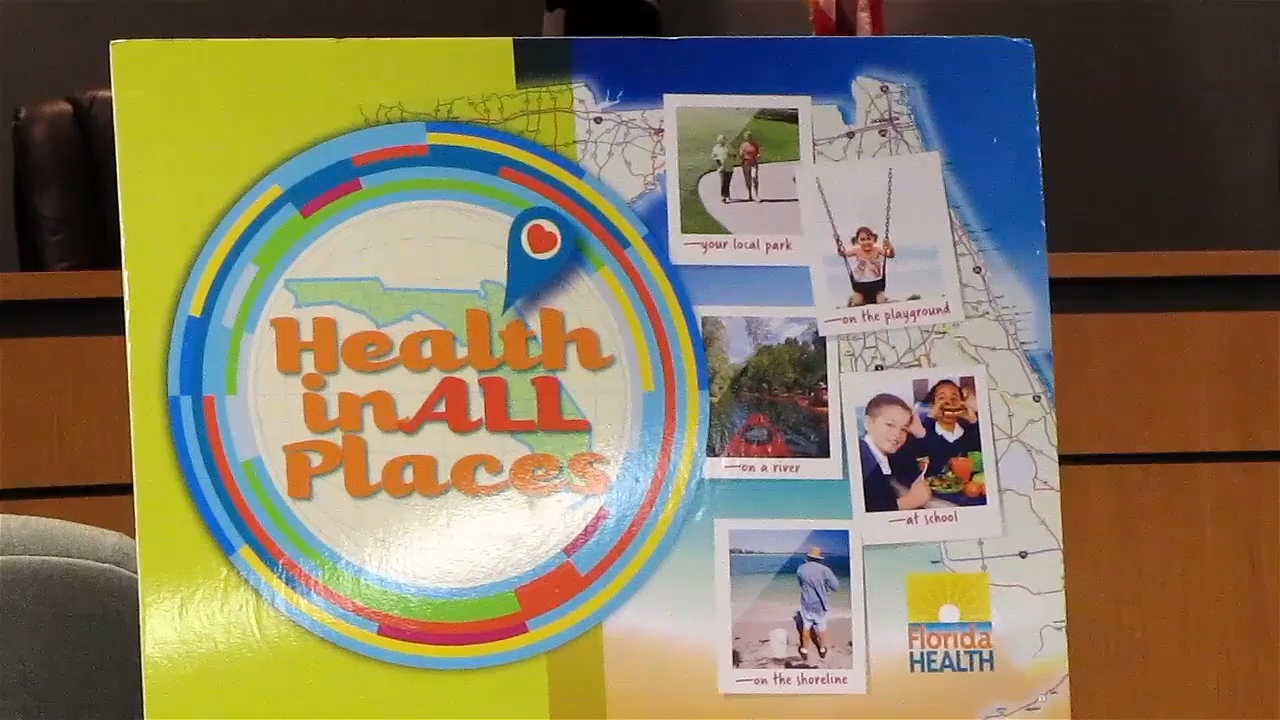 Health
in ALL
Places
—your local park
—on the playground
—on a river
—at school
—on the shoreline
Florida
HEALTH